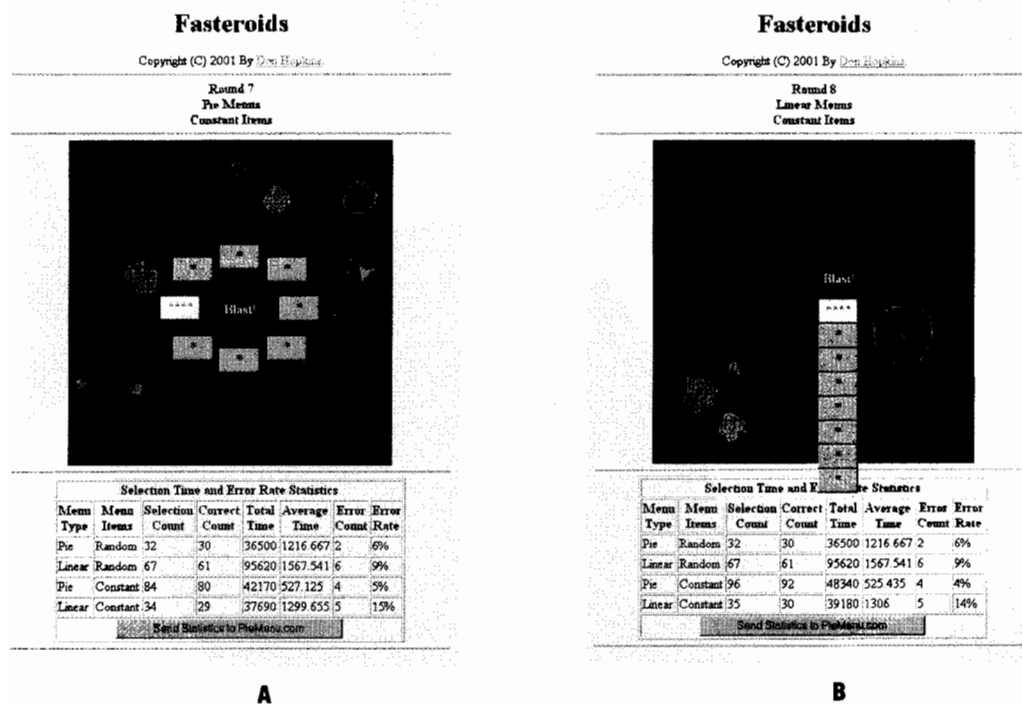 Fasteroids
Copyright (C) 2001 By Don Hopkins.
Round 7
Pie Menus
Constant Items
****
Blast!
Selection Time and Error Rate Statistics
Menu Type Menu Items Selection Count Correct Count Total Time Average Time Error Count Error Rate
Pie Random 32 30 36500 1216.667 2 6%
Linear Random 67 61 95620 1567.541 6 9%
Pie Constant 84 80 42170 527.125 4 5%
Linear Constant 34 29 37690 1299.655 5 15%
Send Statistics to PieMenu.com
A
Fasteroids
Copyright (C) 2001 By Don Hopkins.
Round 8
Linear Menus
Constant Items
Blast!
****
Selection Time and E te Statistics
Menu Type Menu Items Selection Count Correct Count Total Time Average Time Error Count Error Rate
Pie Random 32 30 36500 1216.667 2 6%
Linear Random 67 61 95620 1567.541 6 9%
Pie Constant 96 92 48340 525.435 4 4%
Linear Constant 35 30 39180 1306 5 14%
Send Statistics to PieMenu.com
B